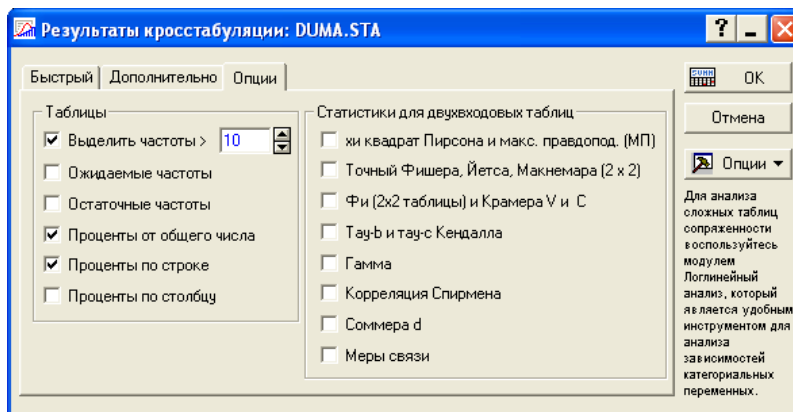 Результаты кросстабуляции: DUMA.STA
Быстрый
Дополнительно
Опции
Таблицы
Выделить частоты > 10
Ожидаемые частоты
Остаточные частоты
Проценты от общего числа
Проценты по строке
Проценты по столбцу
Статистики для двухвходовых таблиц
хи квадрат Пирсона и макс. правдопод. (МП)
Точный Фишера, Йетса, Макнемара (2 x 2)
Фи (2x2 таблицы) и Крамера V и C
Тау-b и тау-c Кендалла
Гамма
Корреляция Спирмена
Соммера d
Меры связи
SUMM
OK
Отмена
Опции
Для анализа
сложных таблиц
сопряженности
воспользуйтесь
модулем
Логлинейный
анализ, который
является удобным
инструментом для
анализа
зависимостей
категориальных
переменных.